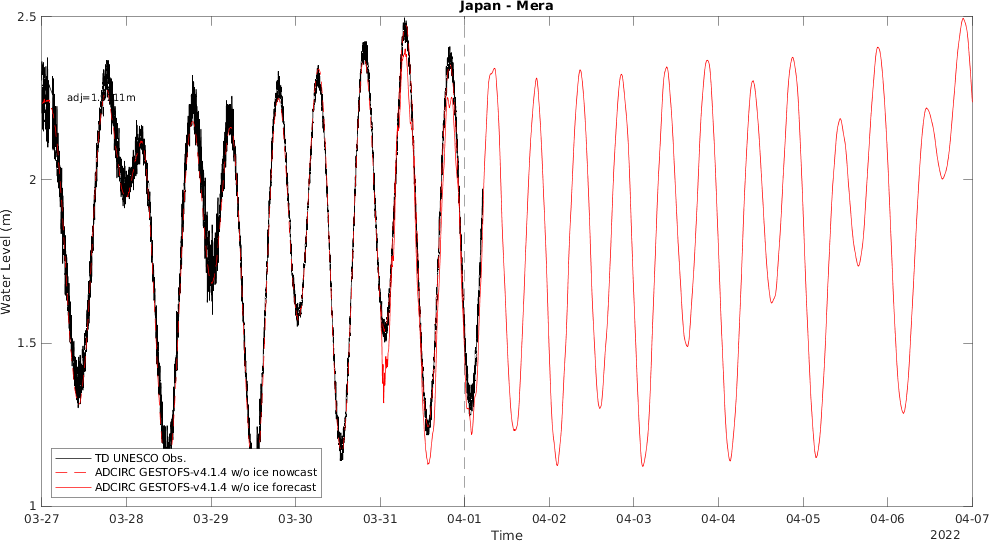 Japan - Mera
2.5
2
1.5
1
Water Level (m)
TD UNESCO Obs.
ADCIRC GESTOFS-v4.1.4 w/o ice nowcast
ADCIRC GESTOFS-v4.1.4 w/o ice forecast
03-27 03-28 03-29 03-30 03-31 04-01 04-02 04-03 04-04 04-05 04-06 04-07
Time
2022